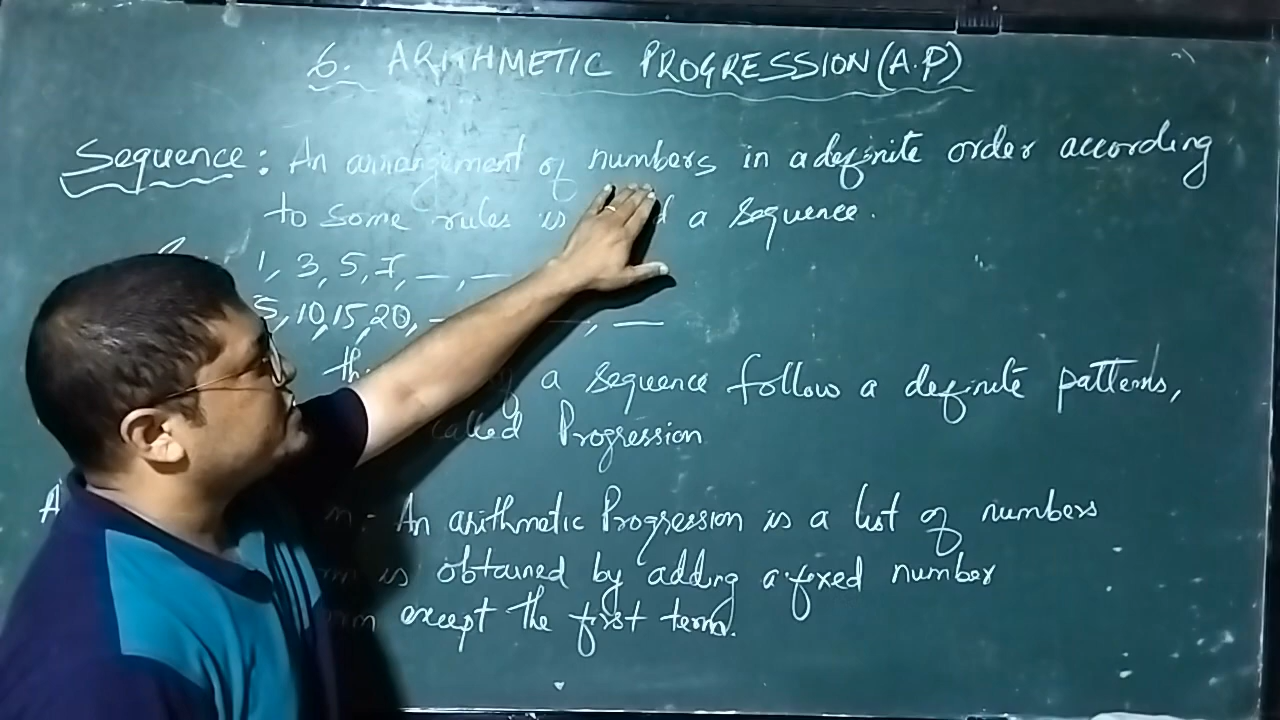 6. ARITHMETIC PROGRESSION (A.P)
Sequence: An arrangement of numbers in a definite order according
to some rules is a sequence.
1, 3, 5, 7, —, —
5, 10, 15, 20, — —, —
a sequence follow a definite patterns,
called Progression
An arithmetic Progression is a list of numbers
is obtained by adding a fixed number
except the first term.